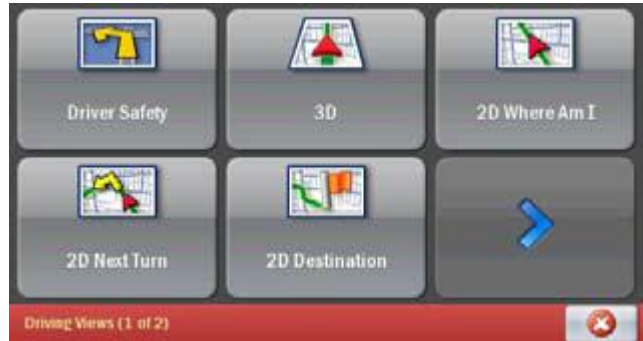 Driver Safety
3D
2D Where Am I
2D Next Turn
2D Destination
Driving Views (1 of 2)